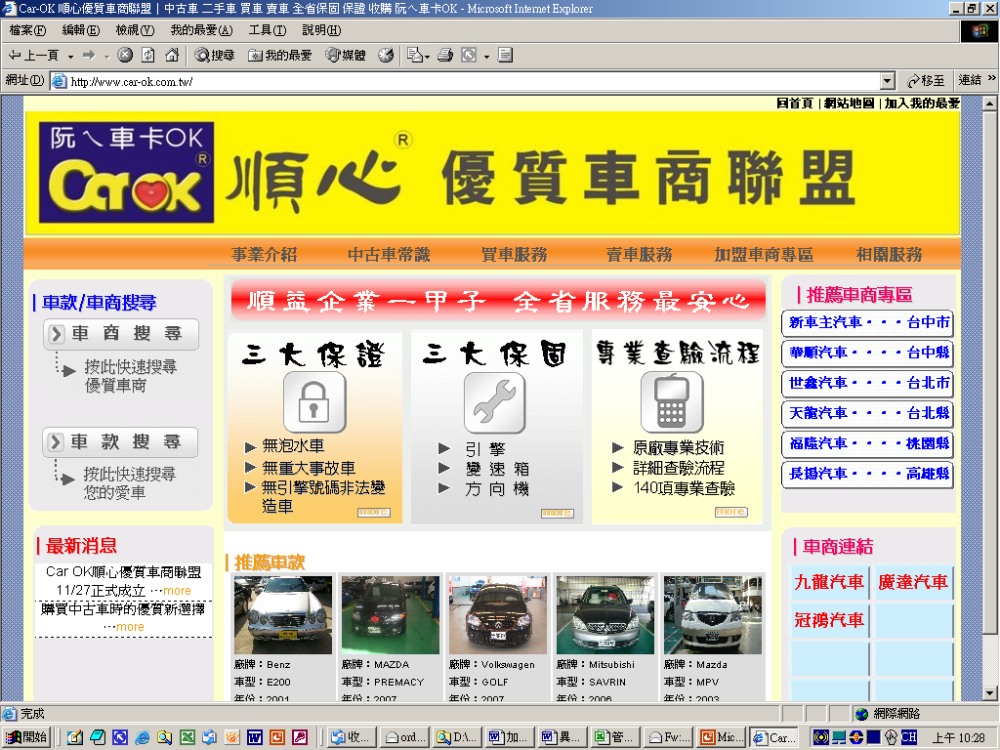 Car-OK 順心優質車商聯盟 | 中古車 二手車 買車 賣車 全省保固 保證 收購 阮ㄟ車卡OK - Microsoft Internet Explorer
檔案(F) 編輯(E) 檢視(V) 我的最愛(A) 工具(T) 說明(H)
上一頁 搜尋 我的最愛 媒體
網址(D) http://www.car-ok.com.tw/ 移至 連結 »
回首頁 | 網站地圖 | 加入我的最愛
阮ㄟ車卡OK
Car OK ®
順心® 優質車商聯盟
事業介紹 中古車常識 買車服務 賣車服務 加盟車商專區 相關服務
車款/車商搜尋
車商搜尋
按此快速搜尋
優質車商
車款搜尋
按此快速搜尋
您的愛車
最新消息
Car OK順心優質車商聯盟
11/27正式成立 …more
購買中古車時的優質新選擇
…more
順益企業一甲子 全省服務最安心
三大保證
無泡水車
無重大事故車
無引擎號碼非法變
造車
more
三大保固
引擎
變速箱
方向機
more
專業查驗流程
原廠專業技術
詳細查驗流程
140項專業查驗
more
推薦車款
廠牌：Benz
車型：E200
年份：2001
廠牌：MAZDA
車型：PREMACY
年份：2007
廠牌：Volkswagen
車型：GOLF
年份：2007
廠牌：Mitsubishi
車型：SAVRIN
年份：2006
廠牌：Mazda
車型：MPV
年份：2003
推薦車商專區
新車主汽車・・・台中市
華順汽車・・・・台中縣
世鑫汽車・・・・台北市
天龍汽車・・・・台北縣
福隆汽車・・・・桃園縣
長揚汽車・・・・高雄縣
車商連結
九龍汽車 廣達汽車
冠鴻汽車
完成 網際網路
開始 收... ord... D:\... 加... 異... 管... Fw:... Mic... Car... CH 上午 10:28